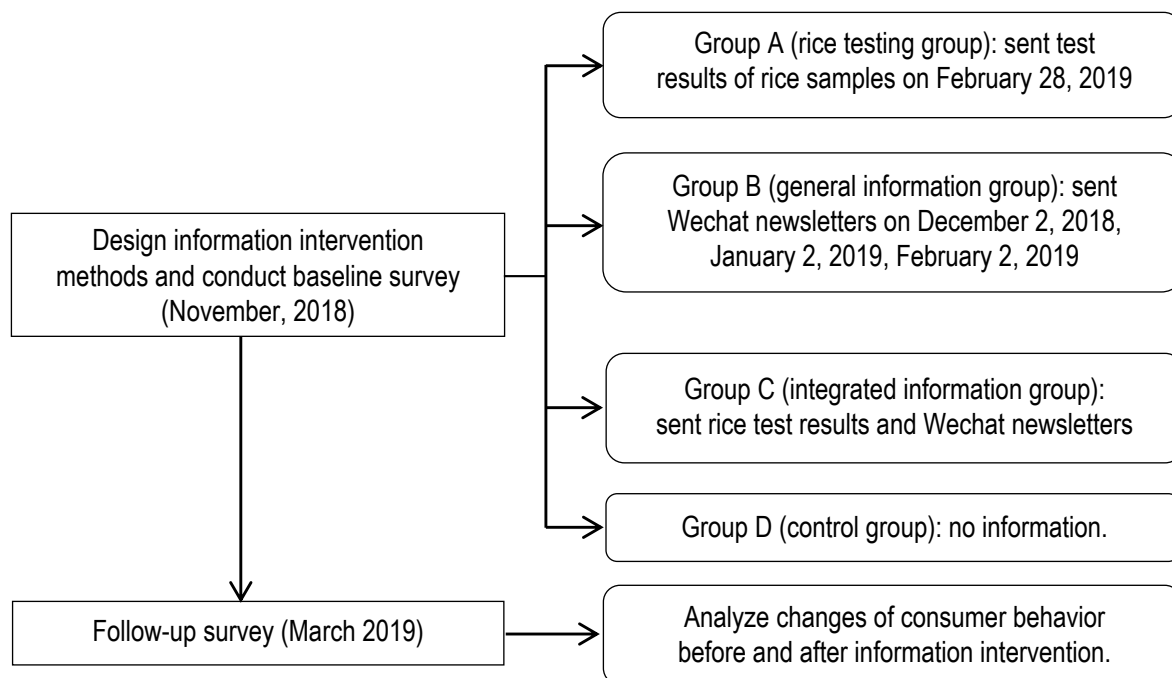 Group A (rice testing group): sent test
results of rice samples on February 28, 2019
Group B (general information group): sent
Wechat newsletters on December 2, 2018,
January 2, 2019, February 2, 2019
Design information intervention
methods and conduct baseline survey
(November, 2018)
Group C (integrated information group):
sent rice test results and Wechat newsletters
Group D (control group): no information.
Follow-up survey (March 2019)
Analyze changes of consumer behavior
before and after information intervention.